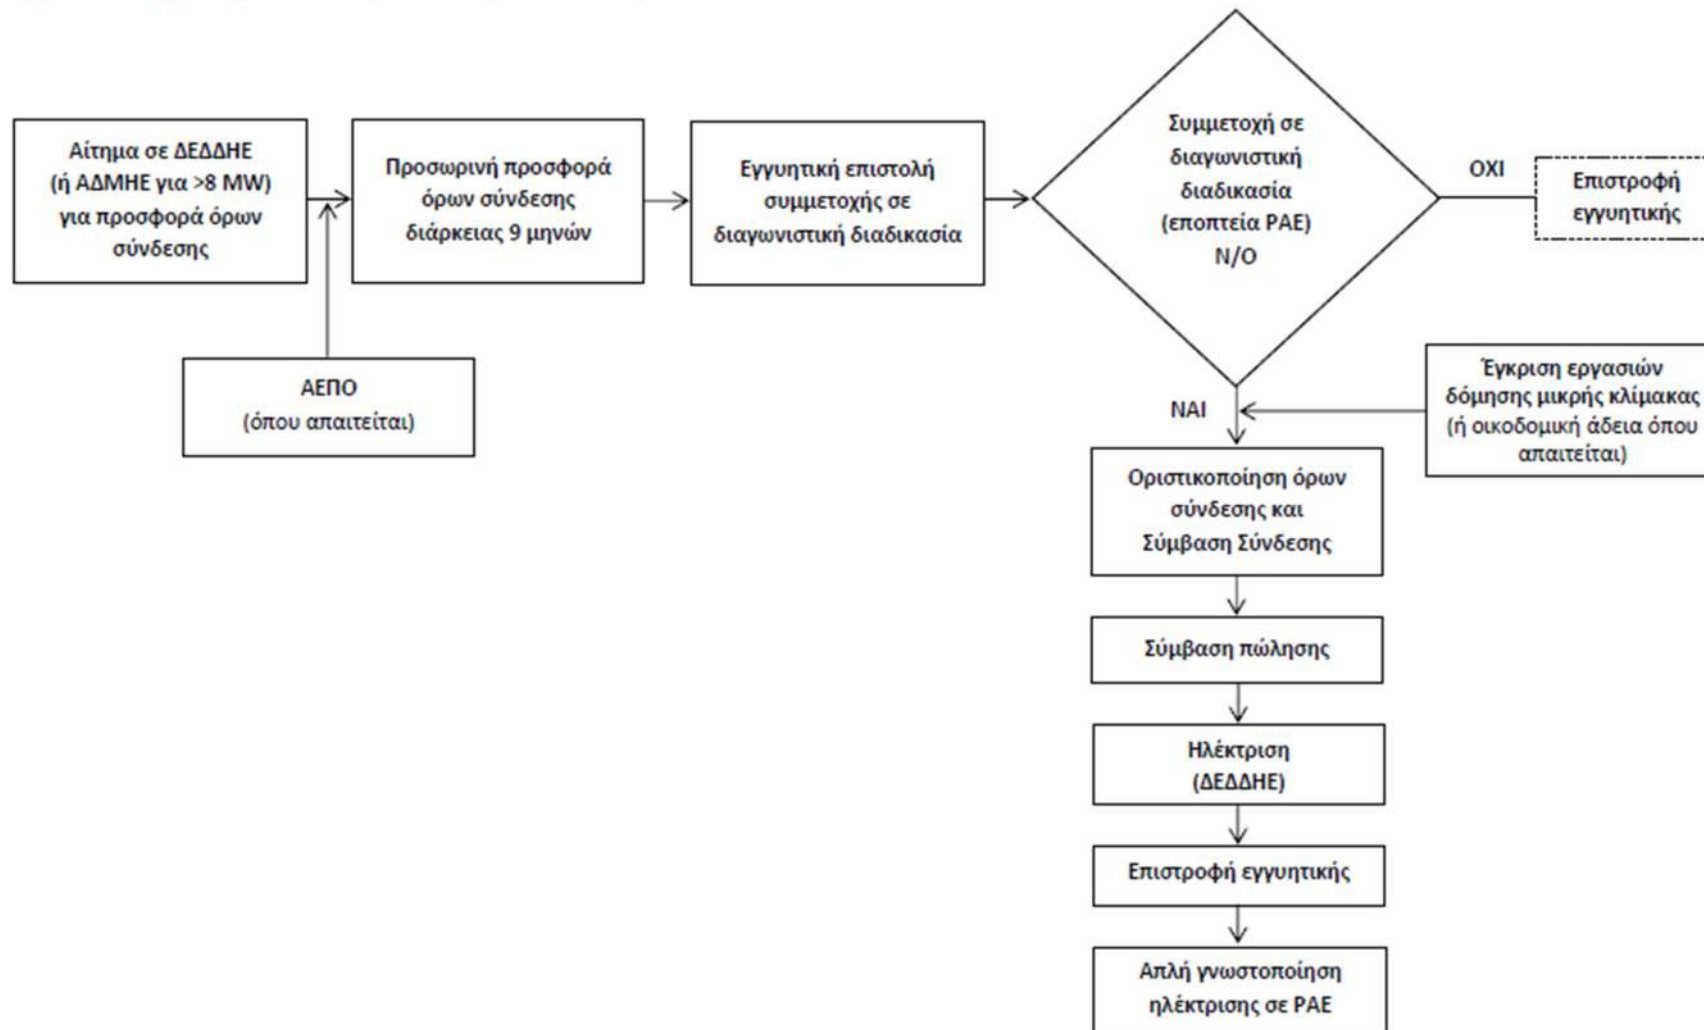 Αίτημα σε ΔΕΔΔΗΕ
(ή ΑΔΜΗΕ για >8 MW)
για προσφορά όρων
σύνδεσης
Προσωρινή προσφορά
όρων σύνδεσης
διάρκειας 9 μηνών
Εγγυητική επιστολή
συμμετοχής σε
διαγωνιστική διαδικασία
Συμμετοχή σε
διαγωνιστική
διαδικασία
(εποπτεία ΡΑΕ)
Ν/Ο
ΟΧΙ
Επιστροφή
εγγυητικής
ΑΕΠΟ
(όπου απαιτείται)
ΝΑΙ
Έγκριση εργασιών
δόμησης μικρής κλίμακας
(ή οικοδομική άδεια όπου
απαιτείται)
Οριστικοποίηση όρων
σύνδεσης και
Σύμβαση Σύνδεσης
Σύμβαση πώλησης
Ηλέκτριση
(ΔΕΔΔΗΕ)
Επιστροφή εγγυητικής
Απλή γνωστοποίηση
ηλέκτρισης σε ΡΑΕ